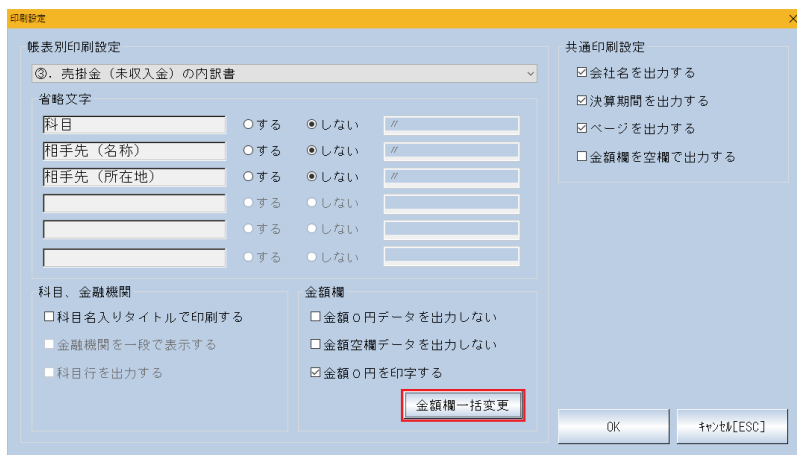 印刷設定
帳表別印刷設定
③．売掛金（未収入金）の内訳書
省略文字
科目 する しない 〃
相手先（名称） する しない 〃
相手先（所在地） する しない 〃
する しない
する しない
する しない
科目、金融機関
科目名入りタイトルで印刷する
金融機関を一段で表示する
科目行を出力する
金額欄
金額０円データを出力しない
金額空欄データを出力しない
金額０円を印字する
金額欄一括変更
共通印刷設定
会社名を出力する
決算期間を出力する
ページを出力する
金額欄を空欄で出力する
OK
ｷｬﾝｾﾙ[ESC]